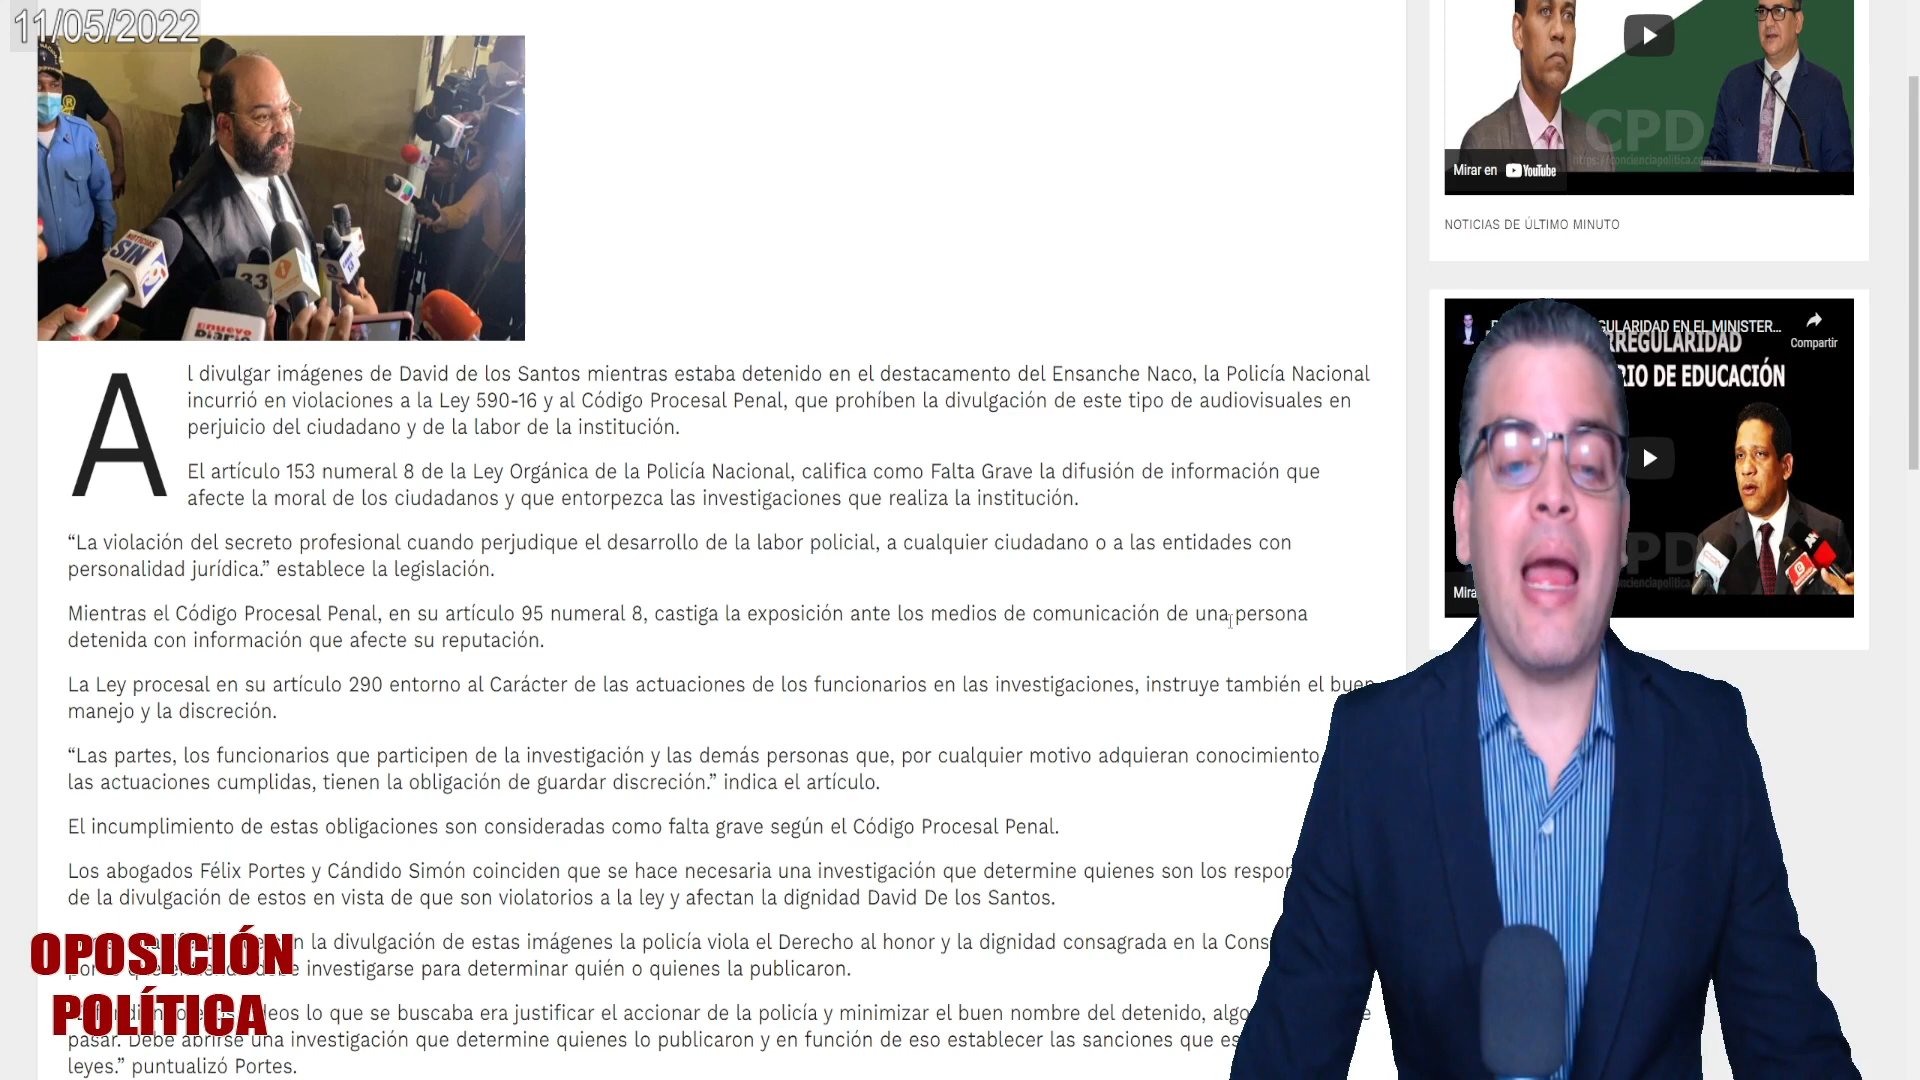 11/05/2022
NOTICIAS
SIN
33
13
El nuevo
Diario
l divulgar imágenes de David de los Santos mientras estaba detenido en el destacamento del Ensanche Naco, la Policía Nacional
A
incurrió en violaciones a la Ley 590-16 y al Código Procesal Penal, que prohíben la divulgación de este tipo de audiovisuales en
perjuicio del ciudadano y de la labor de la institución.
El artículo 153 numeral 8 de la Ley Orgánica de la Policía Nacional, califica como Falta Grave la difusión de información que
afecte la moral de los ciudadanos y que entorpezca las investigaciones que realiza la institución.
“La violación del secreto profesional cuando perjudique el desarrollo de la labor policial, a cualquier ciudadano o a las entidades con
personalidad jurídica.” establece la legislación.
Mientras el Código Procesal Penal, en su artículo 95 numeral 8, castiga la exposición ante los medios de comunicación de una persona
detenida con información que afecte su reputación.
La Ley procesal en su artículo 290 entorno al Carácter de las actuaciones de los funcionarios en las investigaciones, instruye también el buen
manejo y la discreción.
“Las partes, los funcionarios que participen de la investigación y las demás personas que, por cualquier motivo adquieran conocimiento
las actuaciones cumplidas, tienen la obligación de guardar discreción.” indica el artículo.
El incumplimiento de estas obligaciones son consideradas como falta grave según el Código Procesal Penal.
Los abogados Félix Portes y Cándido Simón coinciden que se hace necesaria una investigación que determine quienes son los respon
de la divulgación de estos en vista de que son violatorios a la ley y afectan la dignidad David De los Santos.
n la divulgación de estas imágenes la policía viola el Derecho al honor y la dignidad consagrada en la Cons
investigarse para determinar quién o quienes la publicaron.
lo que se buscaba era justificar el accionar de la policía y minimizar el buen nombre del detenido, algo
pasar. Debe abrirse una investigación que determine quienes lo publicaron y en función de eso establecer las sanciones que es
leyes.” puntualizó Portes.
OPOSICIÓN
POLÍTICA
CPD
https://concienciapolitica.com
Mirar en YouTube
NOTICIAS DE ÚLTIMO MINUTO
GULARIDAD EN EL MINISTER...
Compartir
RREGULARIDAD
RIO DE EDUCACIÓN
PD
Mira